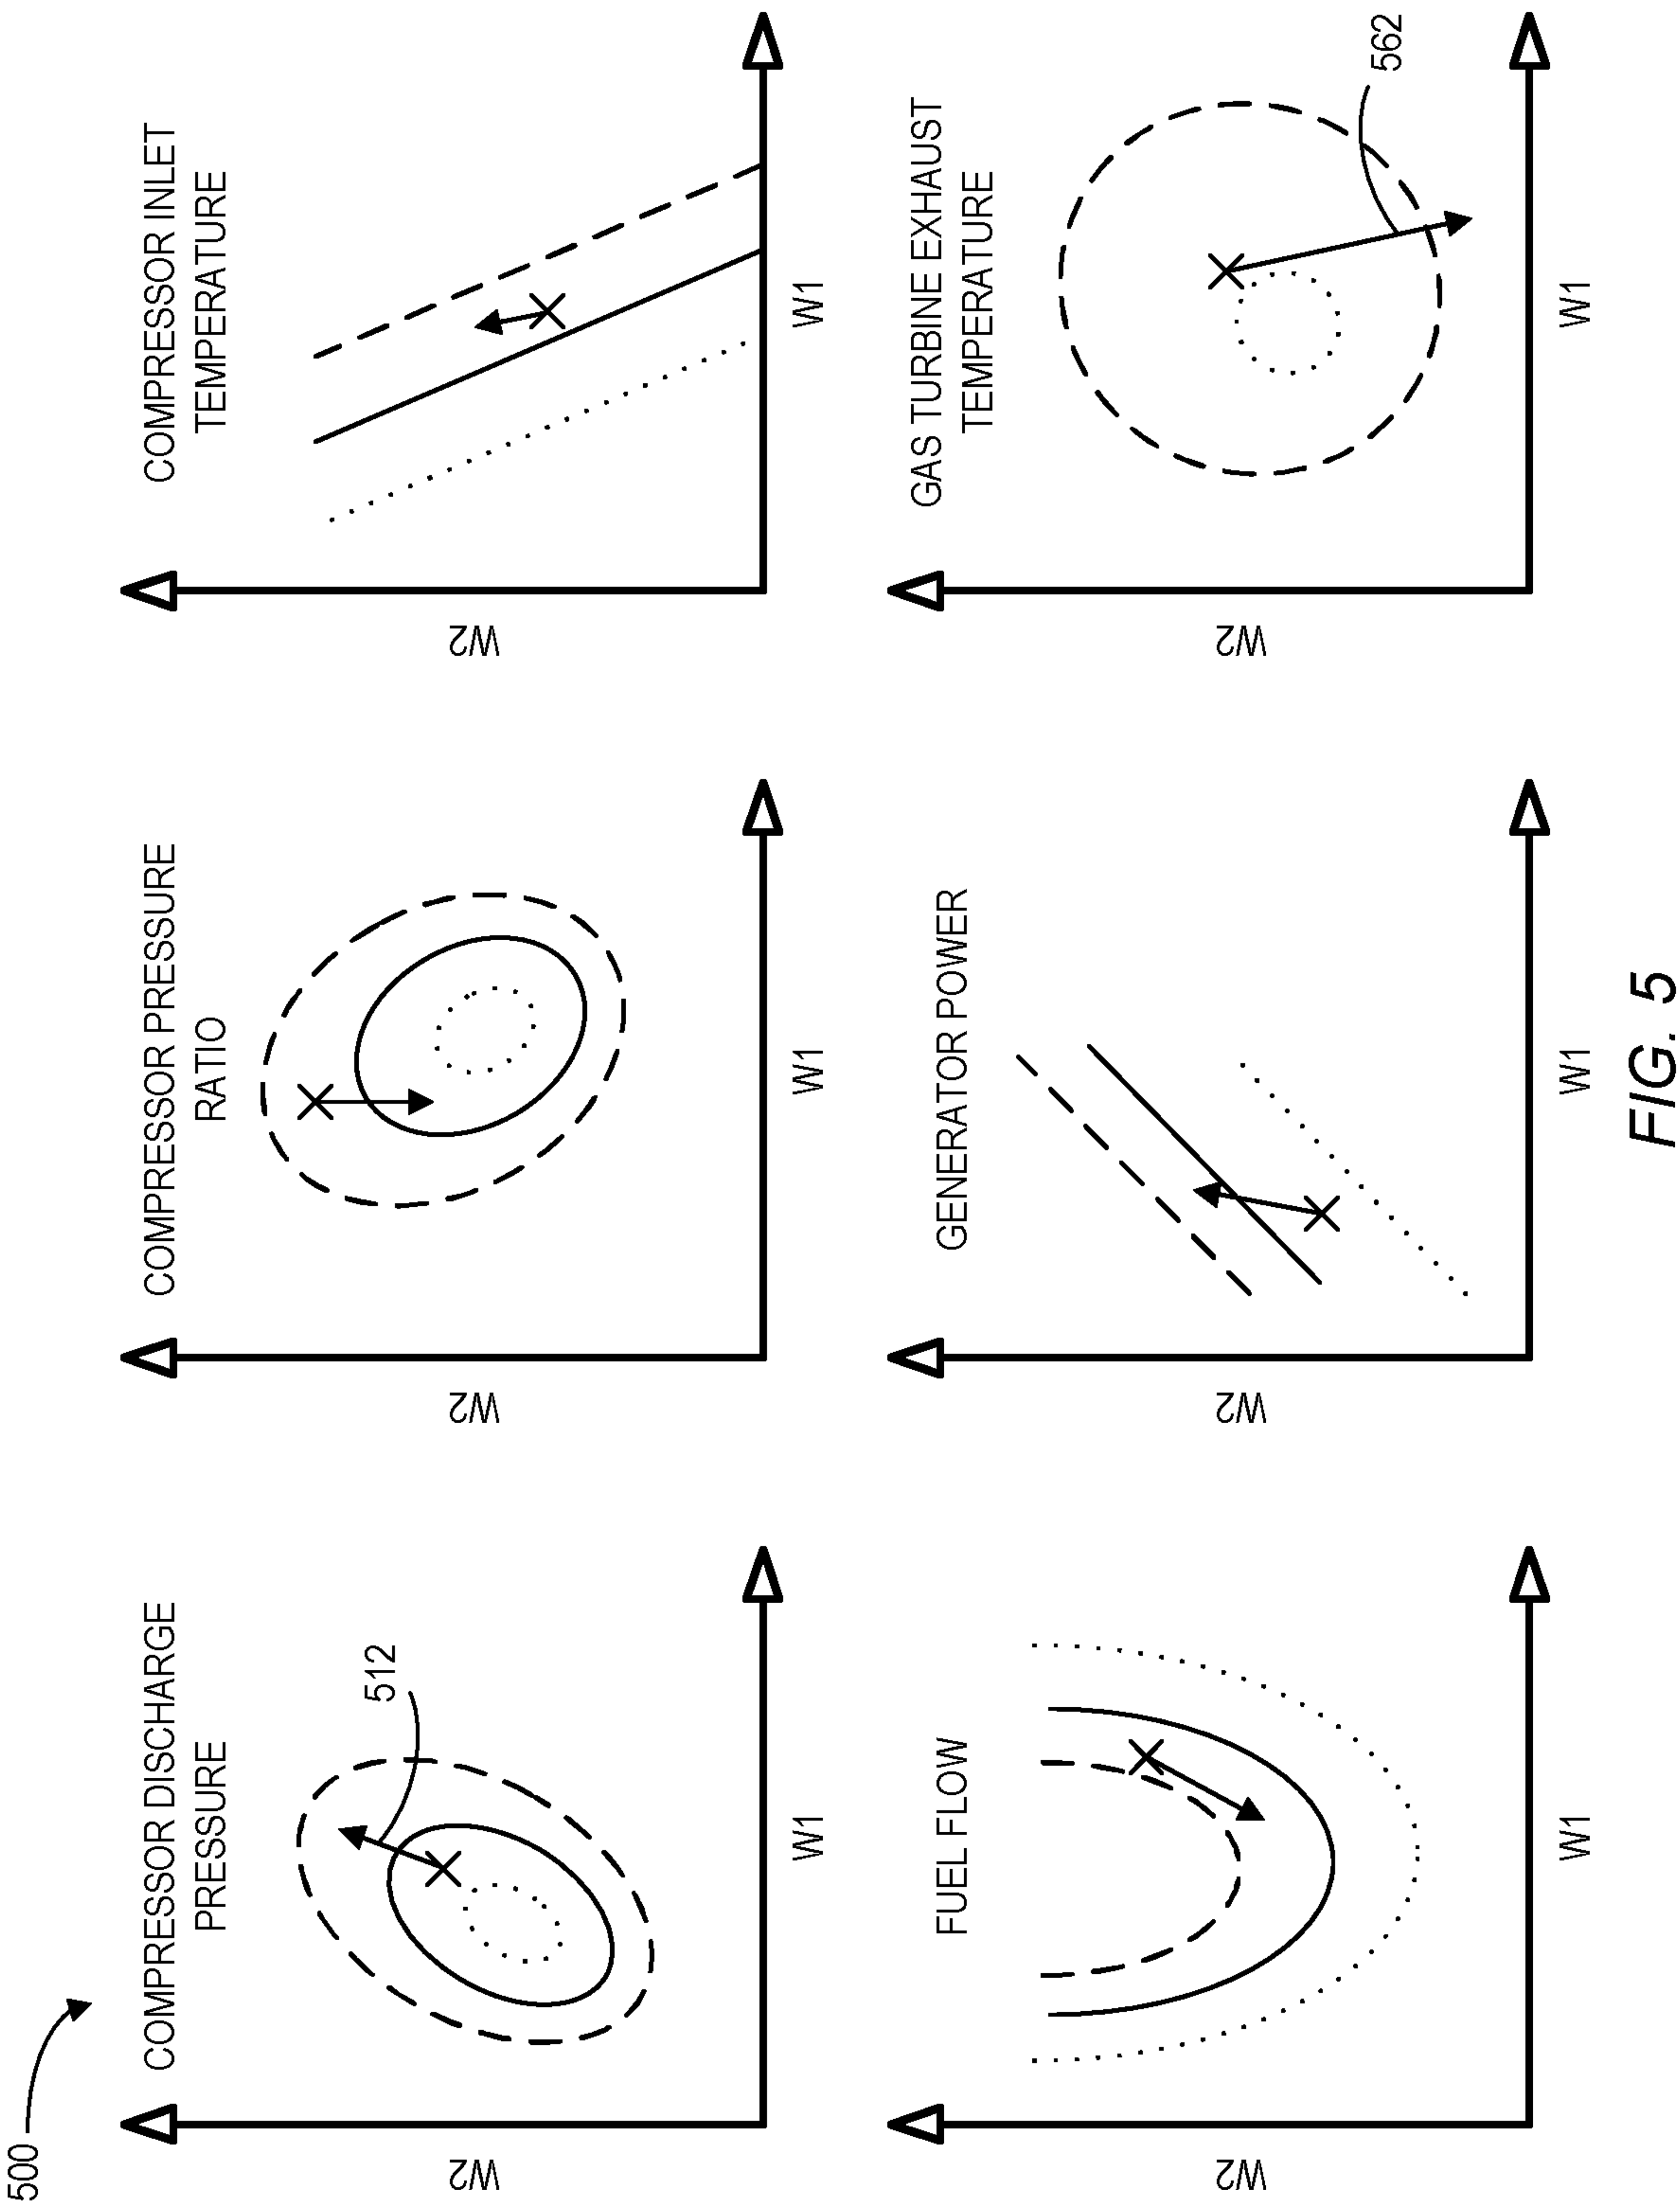 500
COMPRESSOR DISCHARGE
PRESSURE
512
W2
W1
COMPRESSOR PRESSURE
RATIO
W2
W1
COMPRESSOR INLET
TEMPERATURE
W2
W1
FUEL FLOW
W2
W1
GENERATOR POWER
W2
W1
GAS TURBINE EXHAUST
TEMPERATURE
562
W2
W1
FIG. 5